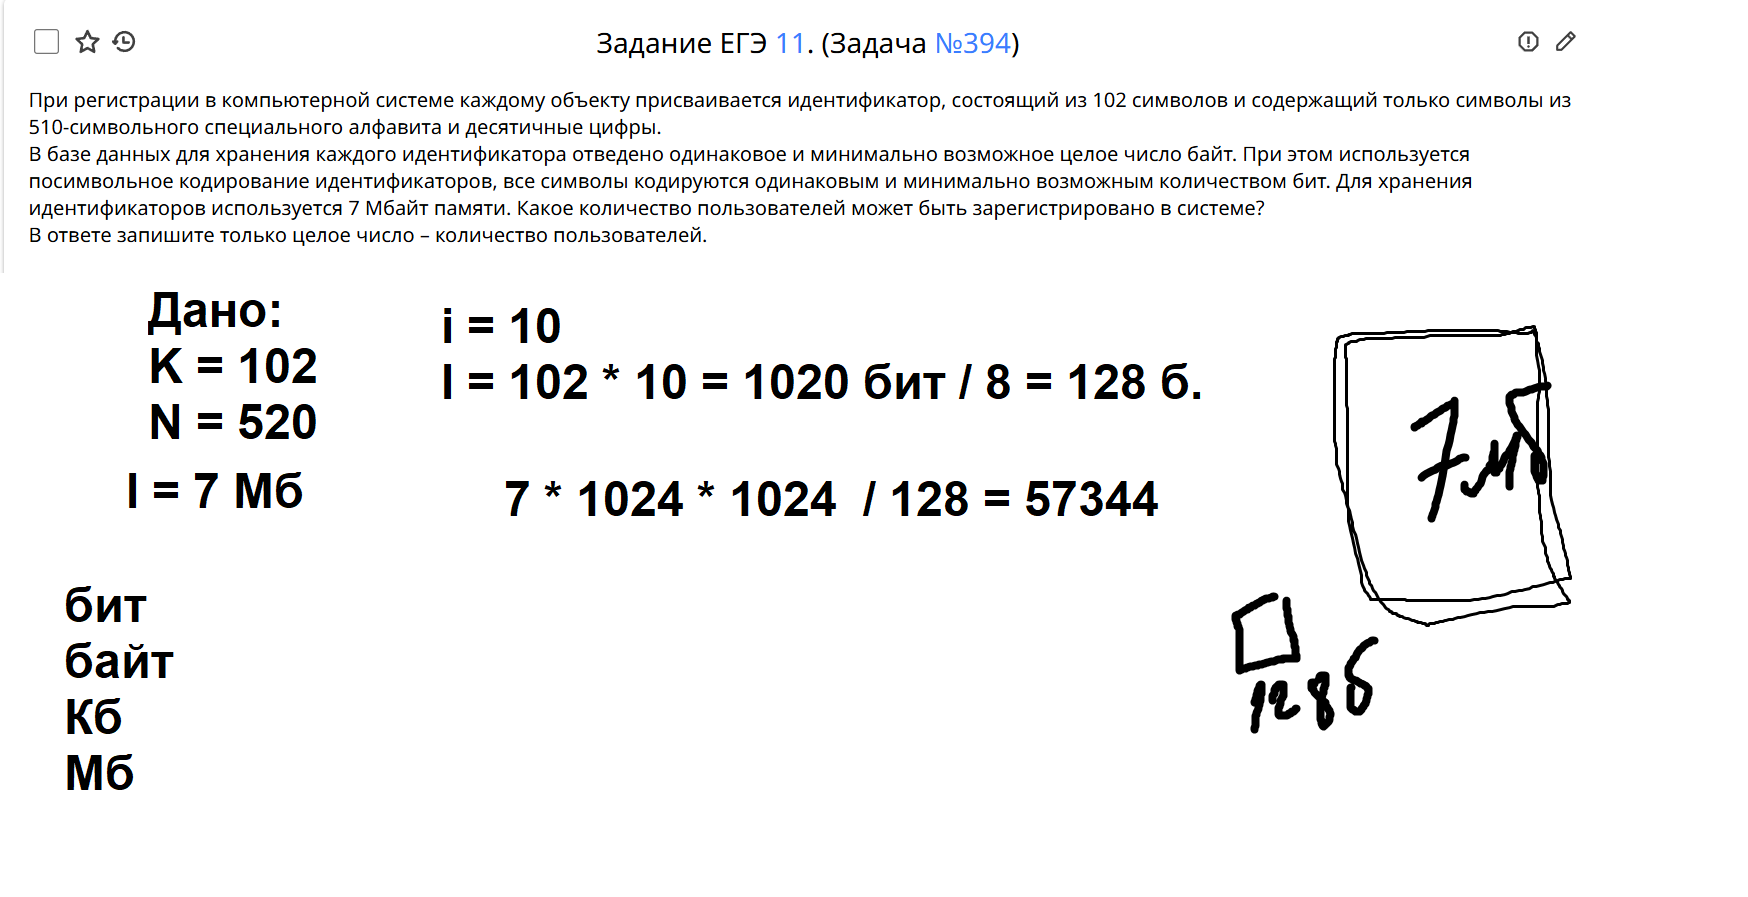 Задание ЕГЭ 11. (Задача №394)
При регистрации в компьютерной системе каждому объекту присваивается идентификатор, состоящий из 102 символов и содержащий только символы из
510-символьного специального алфавита и десятичные цифры.
В базе данных для хранения каждого идентификатора отведено одинаковое и минимально возможное целое число байт. При этом используется
посимвольное кодирование идентификаторов, все символы кодируются одинаковым и минимально возможным количеством бит. Для хранения
идентификаторов используется 7 Мбайт памяти. Какое количество пользователей может быть зарегистрировано в системе?
В ответе запишите только целое число – количество пользователей.
Дано:
K = 102
N = 520
I = 7 Мб
i = 10
I = 102 * 10 = 1020 бит / 8 = 128 б.
7 * 1024 * 1024 / 128 = 57344
7мб
128б
бит
байт
Кб
Мб